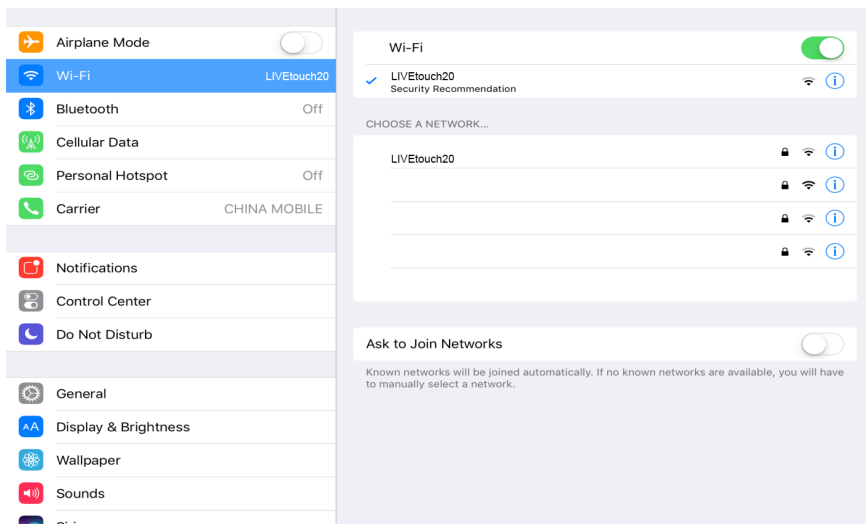 Airplane Mode
Wi-Fi LIVEtouch20
Bluetooth Off
Cellular Data
Personal Hotspot Off
Carrier CHINA MOBILE
Notifications
Control Center
Do Not Disturb
General
AA Display & Brightness
Wallpaper
Sounds
Wi-Fi
LIVEtouch20
Security Recommendation
CHOOSE A NETWORK...
LIVEtouch20
Ask to Join Networks
Known networks will be joined automatically. If no known networks are available, you will have
to manually select a network.